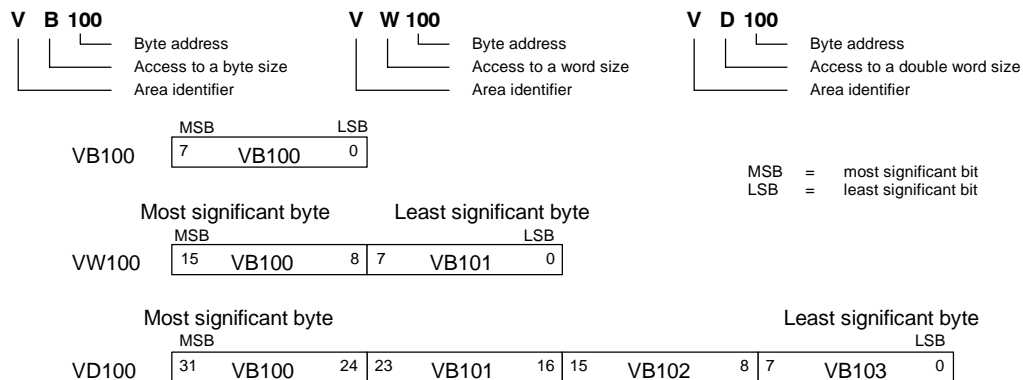 V B 100 V W 100 V D 100
Byte address Byte address Byte address
Access to a byte size Access to a word size Access to a double word size
Area identifier Area identifier Area identifier
MSB LSB
VB100 7 VB100 0
MSB = most significant bit
LSB = least significant bit
Most significant byte Least significant byte
MSB LSB
VW100 15 VB100 8 7 VB101 0
Most significant byte Least significant byte
MSB LSB
VD100 31 VB100 24 23 VB101 16 15 VB102 8 7 VB103 0